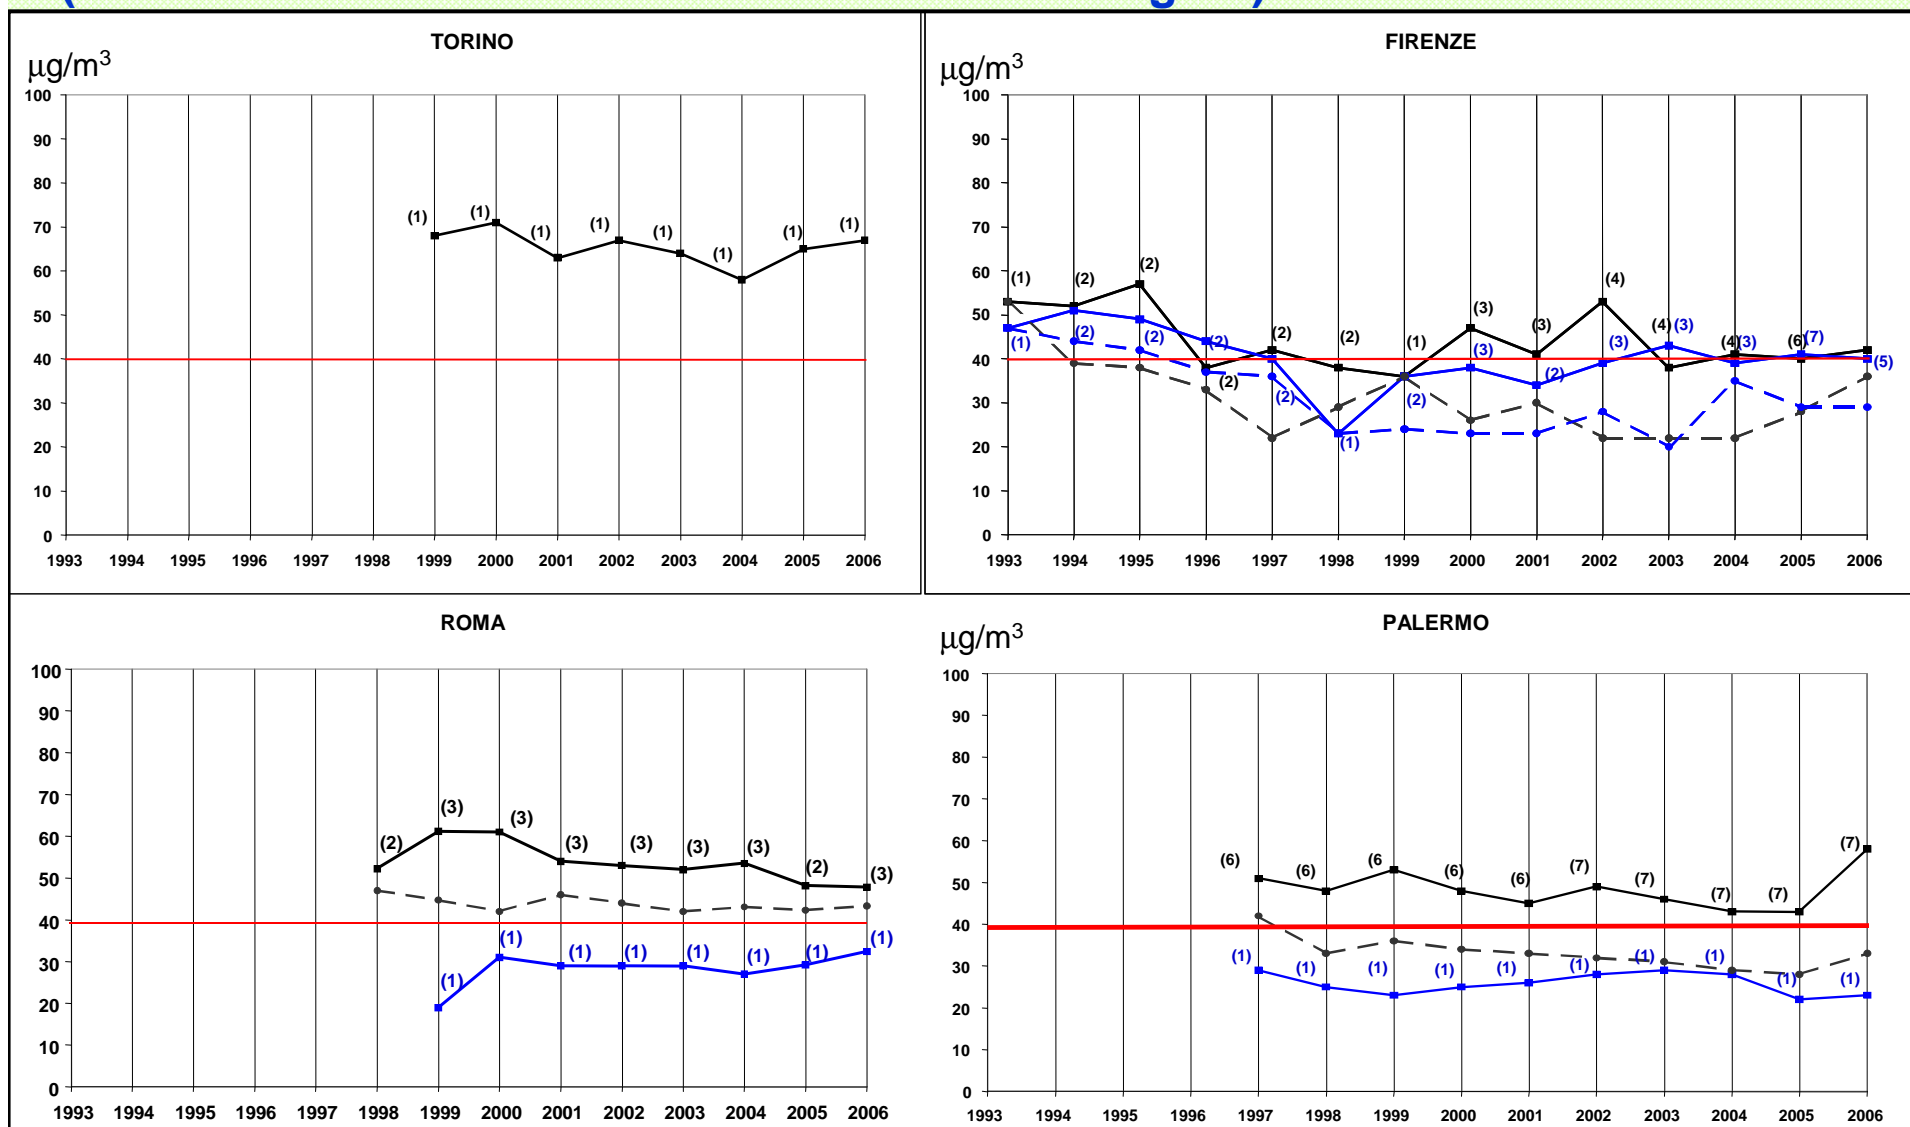 TORINO
μg/m3
100
90
80
70
60
50
40
30
20
10
0
(1) (1) (1) (1) (1) (1) (1) (1)
1993 1994 1995 1996 1997 1998 1999 2000 2001 2002 2003 2004 2005 2006
FIRENZE
μg/m3
100
90
80
70
60
50
40
30
20
10
0
(1) (2) (2) (2) (2) (2) (1) (3) (3) (4) (4) (4) (6)
(1) (2) (2) (2) (2) (1) (2) (3) (2) (3) (3) (3) (7) (5)
1993 1994 1995 1996 1997 1998 1999 2000 2001 2002 2003 2004 2005 2006
ROMA
100
90
80
70
60
50
40
30
20
10
0
(2) (3) (3) (3) (3) (3) (3) (2) (3)
(1) (1) (1) (1) (1) (1) (1) (1)
1993 1994 1995 1996 1997 1998 1999 2000 2001 2002 2003 2004 2005 2006
PALERMO
μg/m3
100
90
80
70
60
50
40
30
20
10
0
(6) (6) (6 (6) (6) (7) (7) (7) (7) (7)
(1) (1) (1) (1) (1) (1) (1) (1) (1) (1)
1993 1994 1995 1996 1997 1998 1999 2000 2001 2002 2003 2004 2005 2006